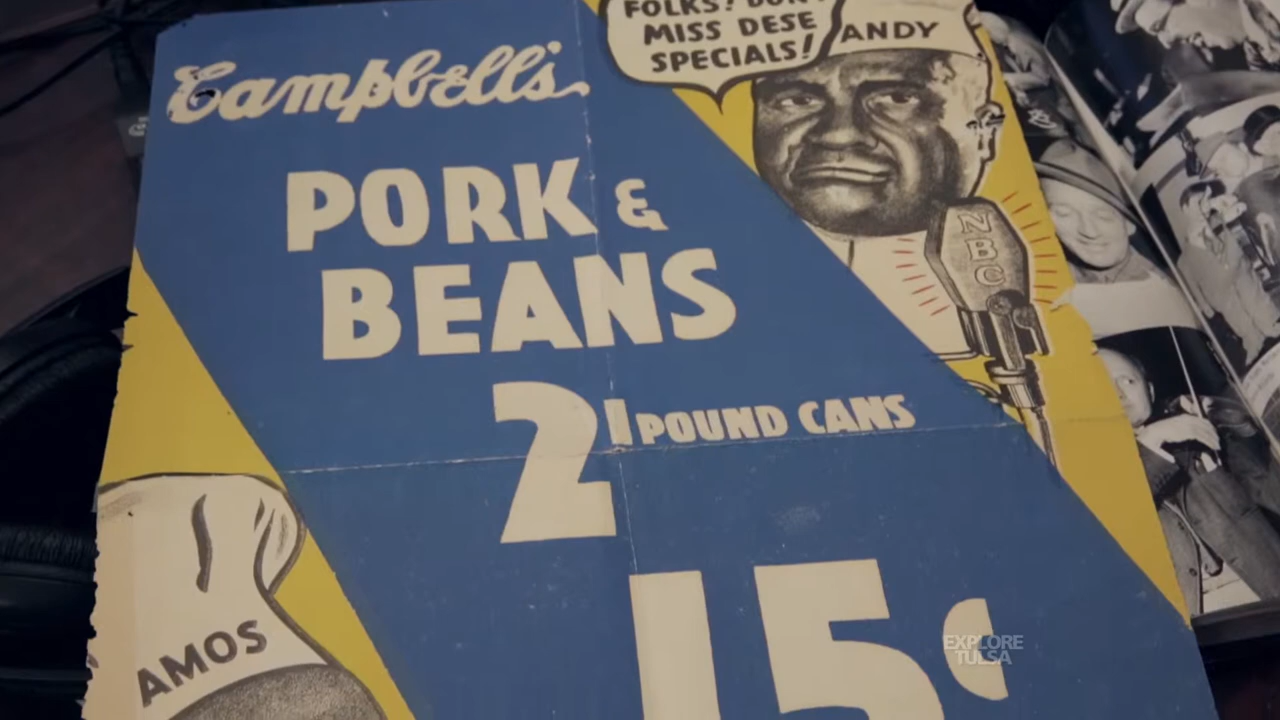 FOLKS! DON'T
MISS DESE
SPECIALS!
ANDY
Campbell's
PORK &
BEANS
2 1 POUND CANS
15¢
NBC
AMOS
EXPLORE
TULSA